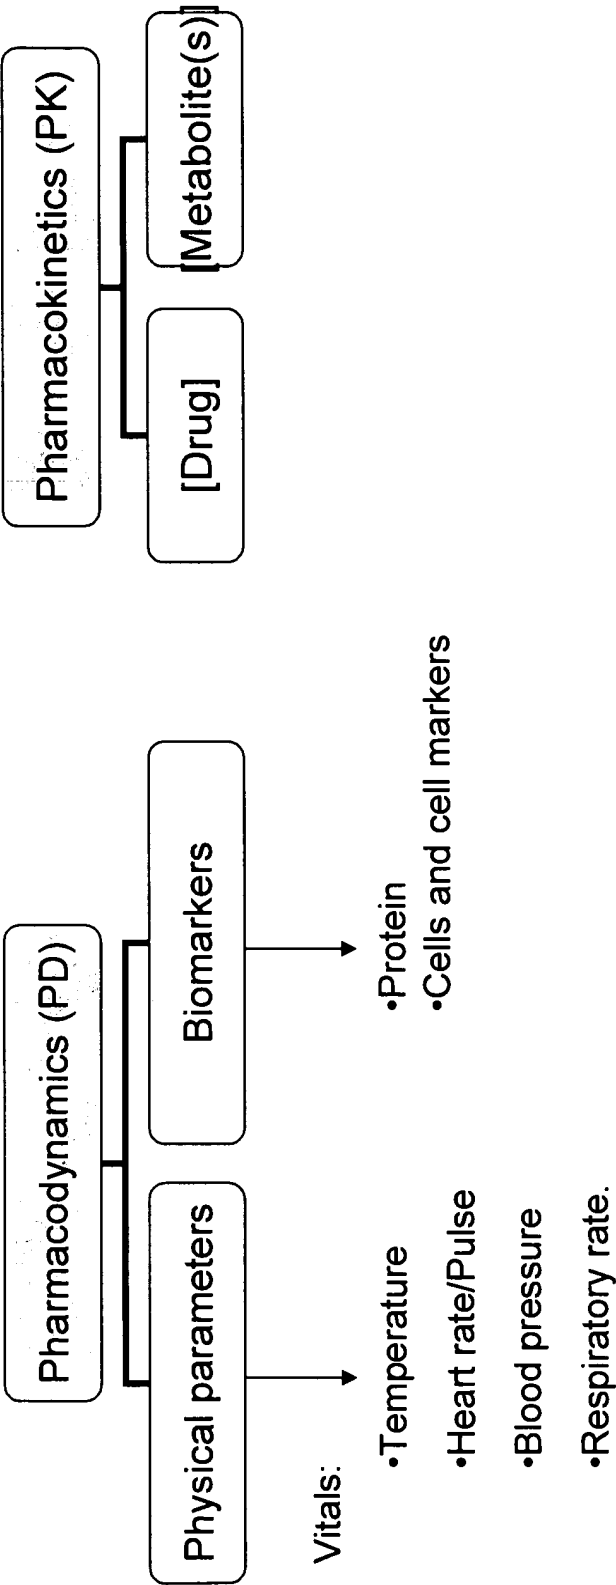 Pharmacodynamics (PD)
Physical parameters
Biomarkers
Vitals:
•Temperature
•Heart rate/Pulse
•Blood pressure
•Respiratory rate.
•Protein
•Cells and cell markers
Pharmacokinetics (PK)
[Drug]
[Metabolite(s)]